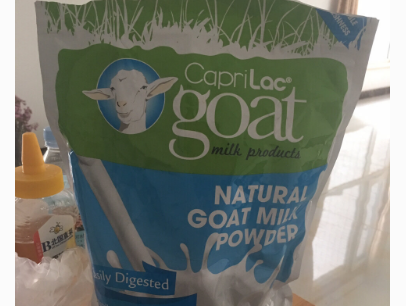 CapriLac®
goat
milk products
NATURAL
GOAT MILK
POWDER
Easily Digested